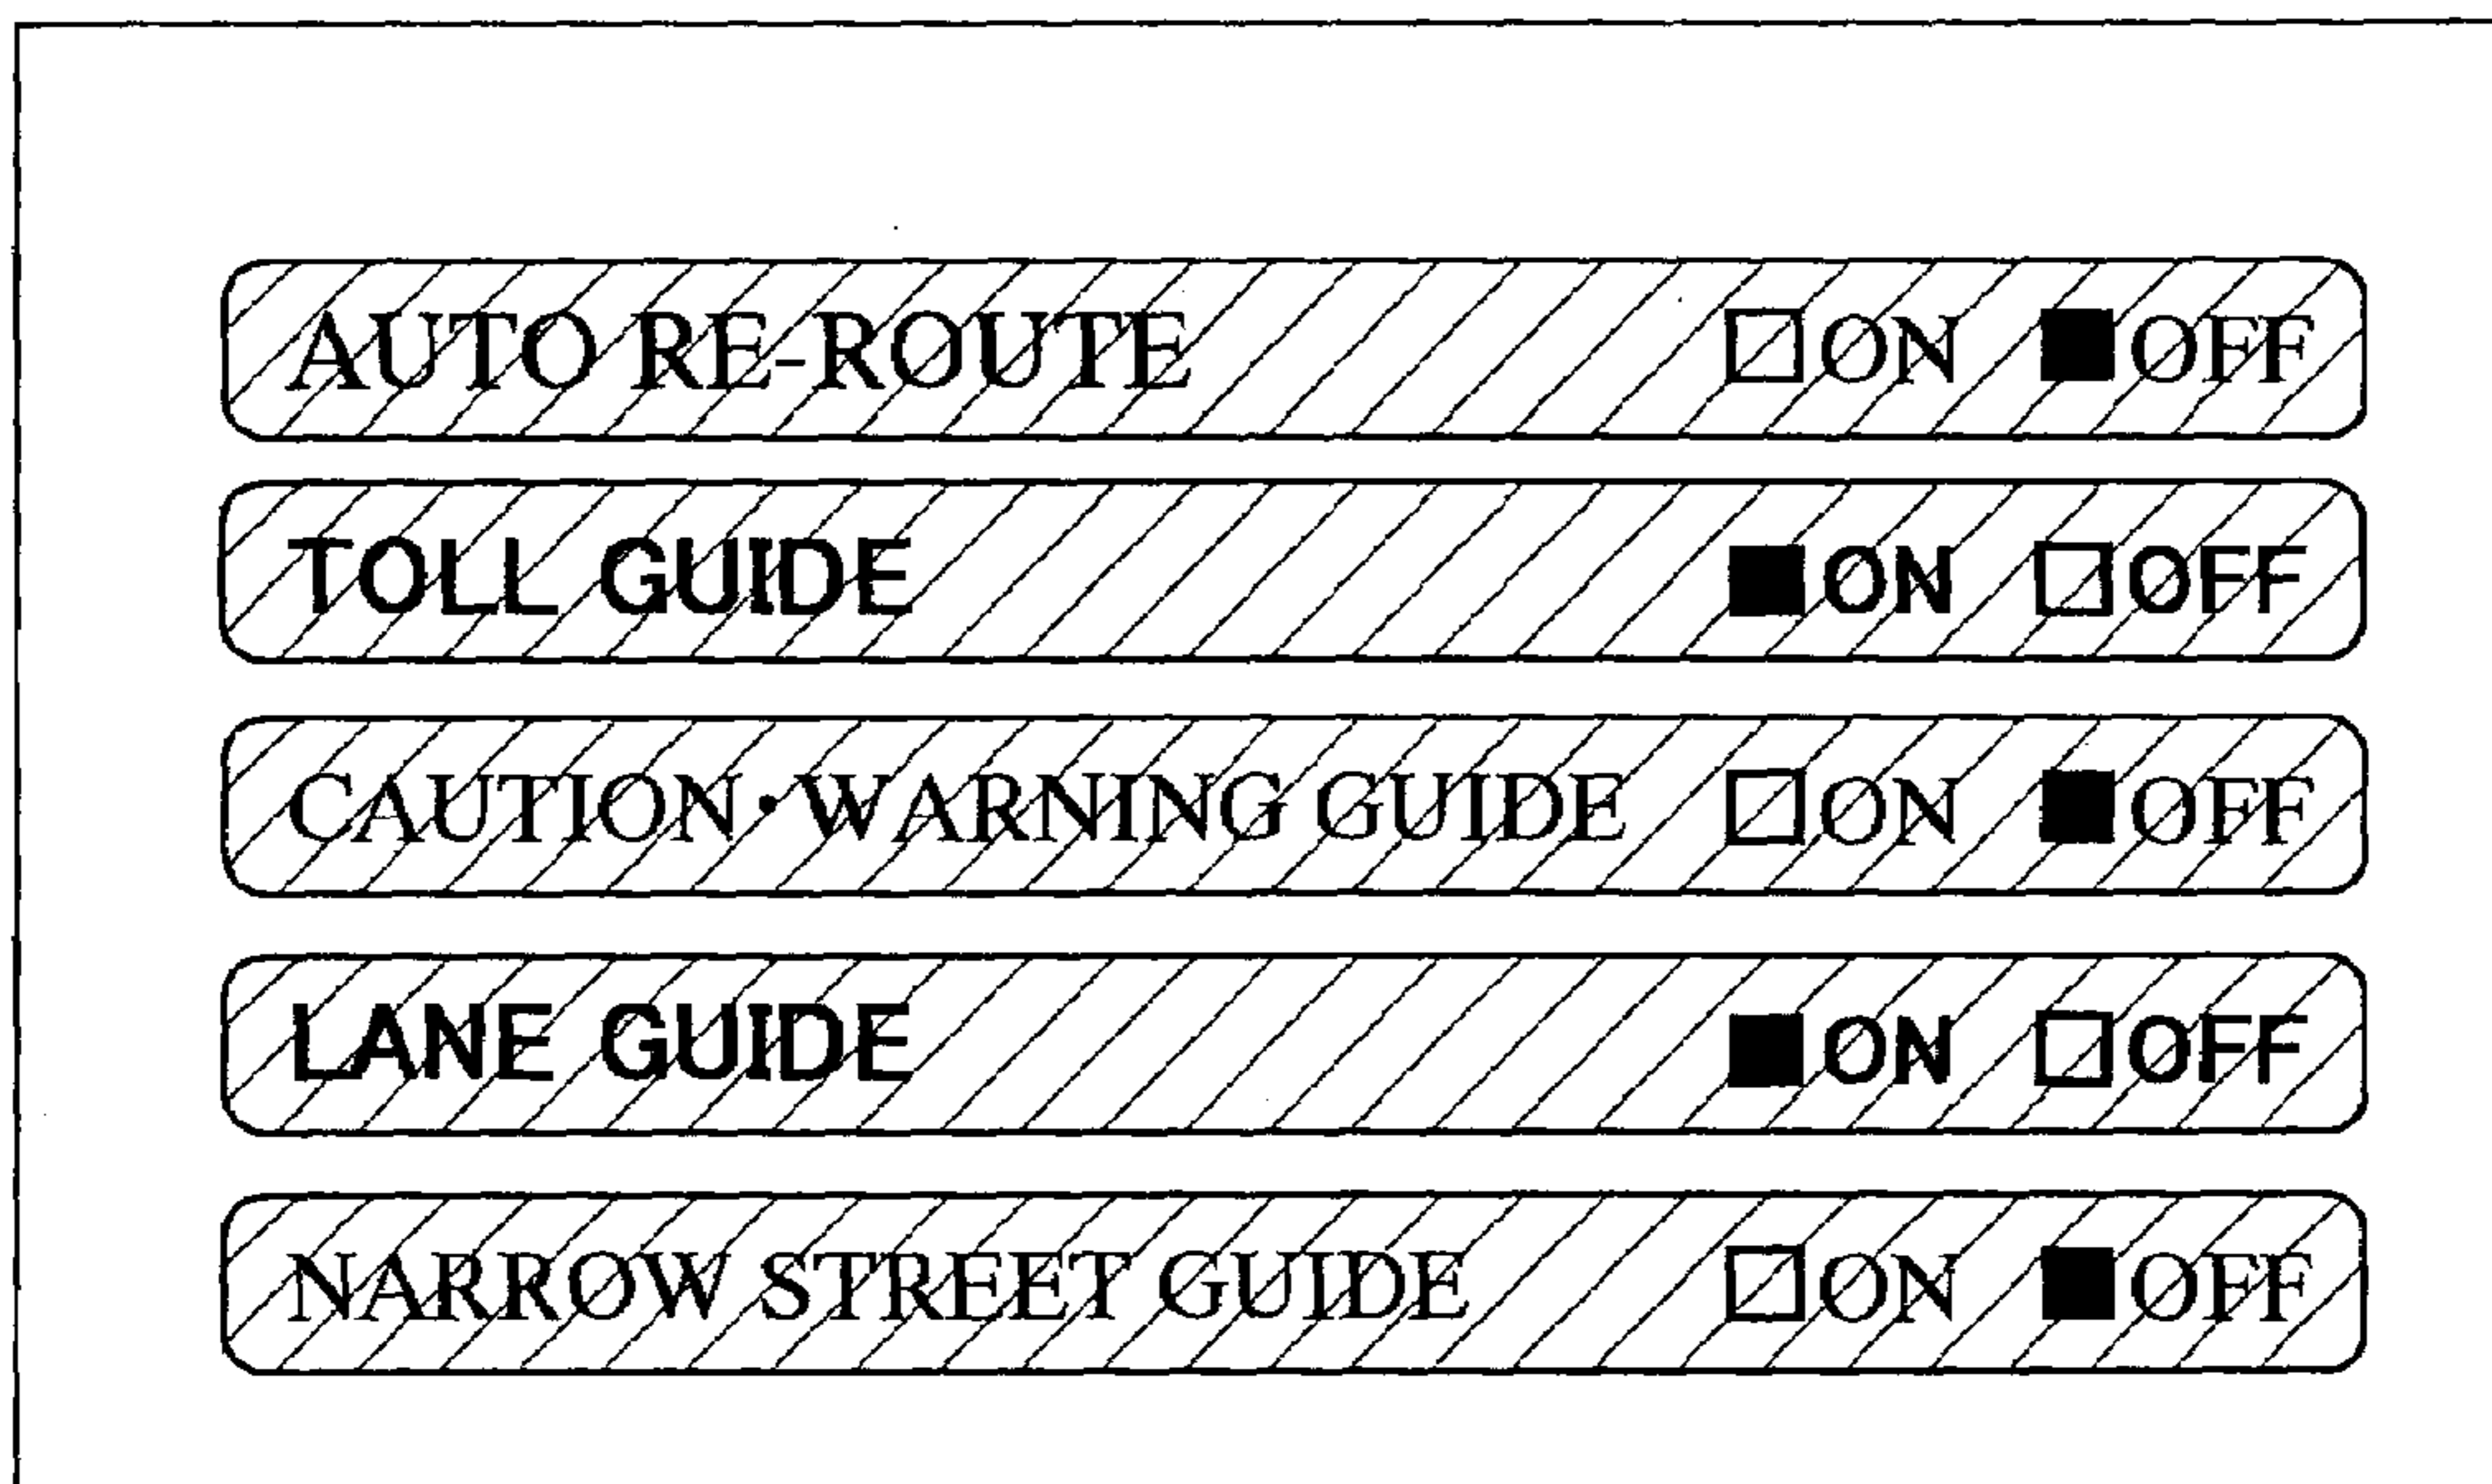 AUTO RE-ROUTE □ON ■OFF
TOLL GUIDE ■ON □OFF
CAUTION・WARNING GUIDE □ON ■OFF
LANE GUIDE ■ON □OFF
NARROW STREET GUIDE □ON ■OFF